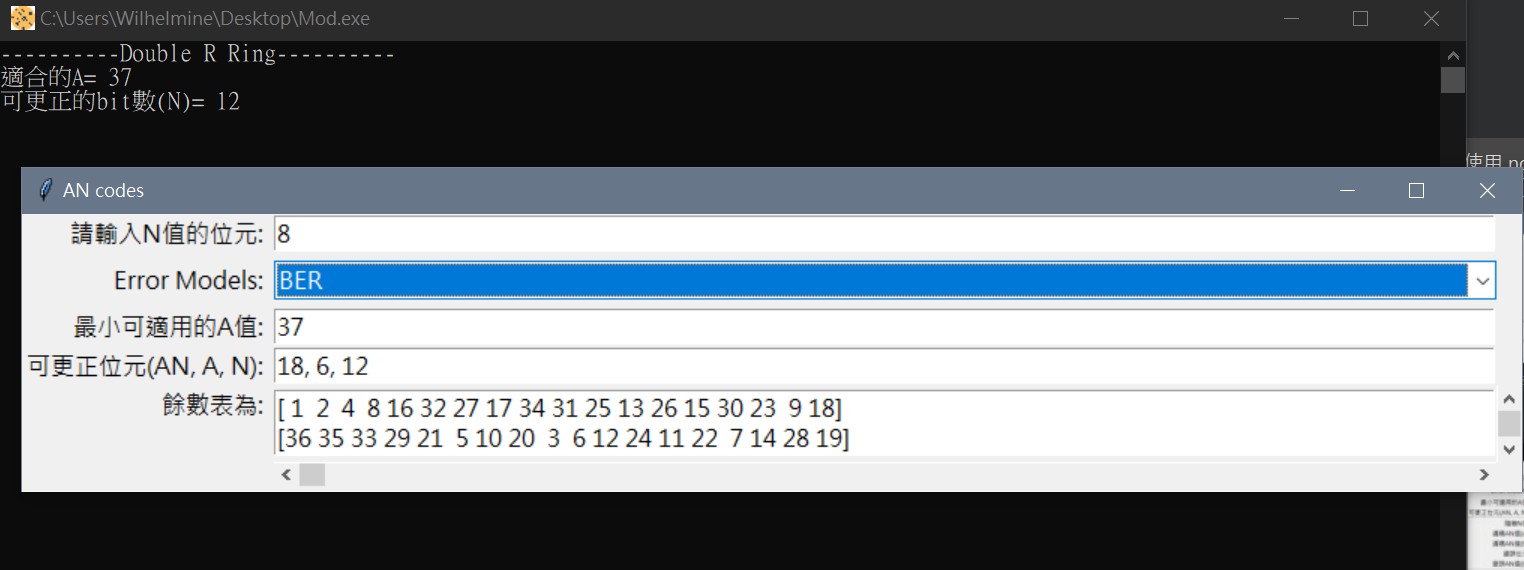 C:\Users\Wilhelmine\Desktop\Mod.exe
----------Double R Ring----------
適合的A= 37
可更正的bit數(N)= 12
使用
AN codes
請輸入N值的位元: 8
Error Models: BER
最小可適用的A值: 37
可更正位元(AN, A, N): 18, 6, 12
餘數表為: [ 1  2  4  8 16 32 27 17 34 31 25 13 26 15 30 23  9 18]
[36 35 33 29 21  5 10 20  3  6 12 24 11 22  7 14 28 19]